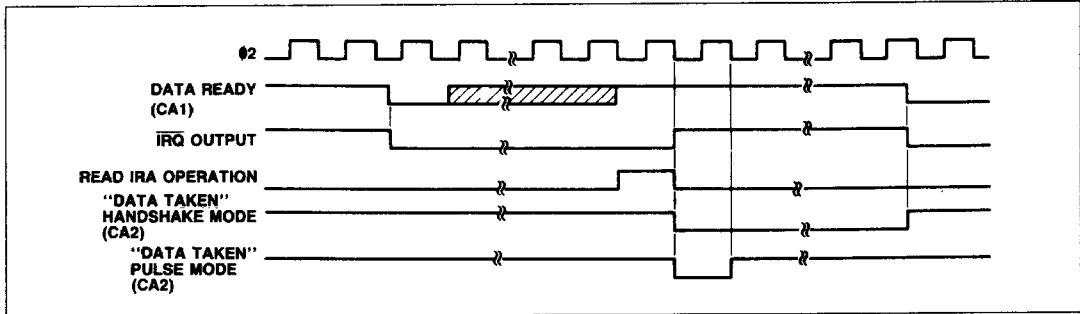 ϕ2
DATA READY
(CA1)
IRQ OUTPUT
READ IRA OPERATION
"DATA TAKEN"
HANDSHAKE MODE
(CA2)
"DATA TAKEN"
PULSE MODE
(CA2)